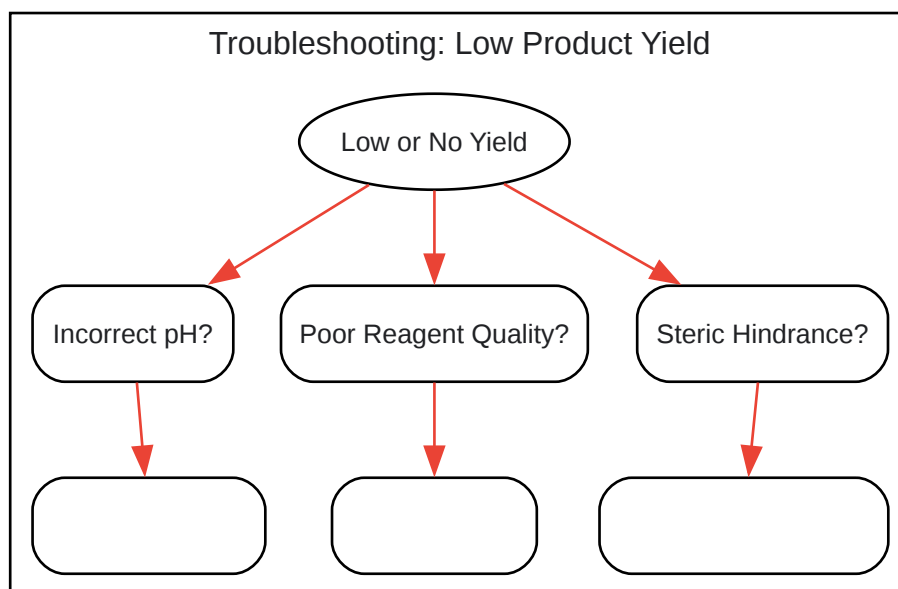 Troubleshooting: Low Product Yield
Low or No Yield
Incorrect pH?
Poor Reagent Quality?
Steric Hindrance?